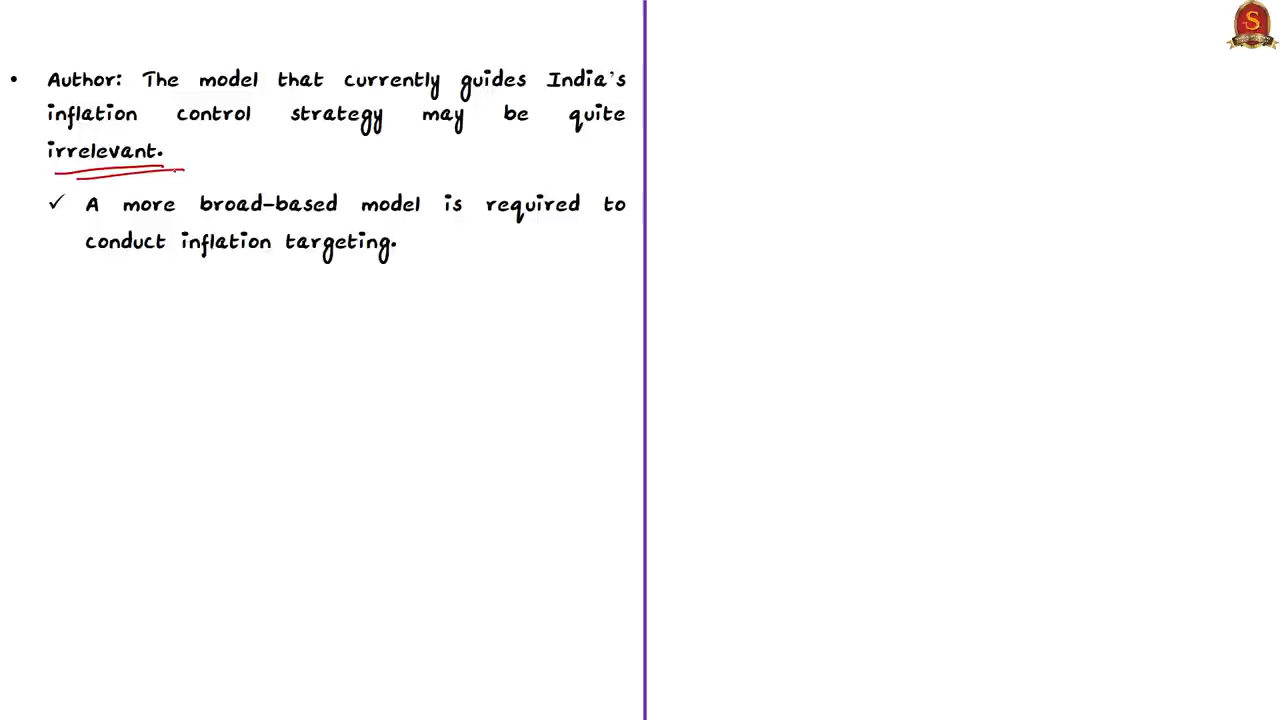 • Author: The model that currently guides India's
inflation control strategy may be quite
irrelevant.
✓ A more broad-based model is required to
conduct inflation targeting.
S